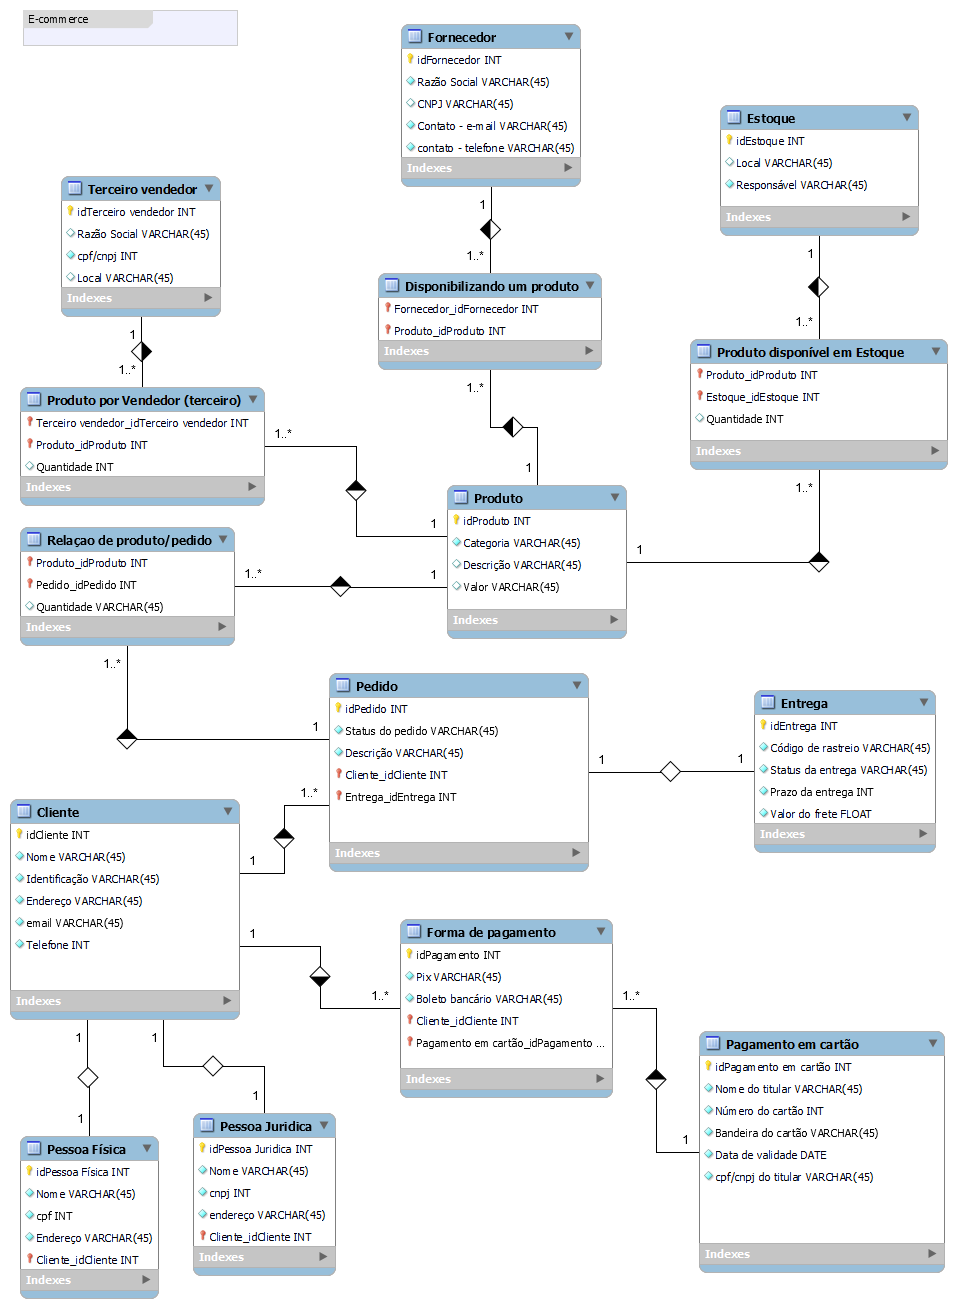 E-commerce
Fornecedor
idFornecedor INT
Razão Social VARCHAR(45)
CNPJ VARCHAR(45)
Contato - e-mail VARCHAR(45)
contato - telefone VARCHAR(45)
Indexes
Estoque
idEstoque INT
Local VARCHAR(45)
Responsável VARCHAR(45)
Indexes
Terceiro vendedor
idTerceiro vendedor INT
Razão Social VARCHAR(45)
cpf/cnpj INT
Local VARCHAR(45)
Indexes
1
1..*
1
1..*
1
1..*
Disponibilizando um produto
Fornecedor_idFornecedor INT
Produto_idProduto INT
Indexes
Produto disponível em Estoque
Produto_idProduto INT
Estoque_idEstoque INT
Quantidade INT
Indexes
Produto por Vendedor (terceiro)
Terceiro vendedor_idTerceiro vendedor INT
Produto_idProduto INT
Quantidade INT
Indexes
1..*
1
1..*
1
1..*
1
Produto
idProduto INT
Categoria VARCHAR(45)
Descrição VARCHAR(45)
Valor VARCHAR(45)
Indexes
Relaçao de produto/pedido
Produto_idProduto INT
Pedido_idPedido INT
Quantidade VARCHAR(45)
Indexes
1..*
1
1..*
1
Pedido
idPedido INT
Status do pedido VARCHAR(45)
Descrição VARCHAR(45)
Cliente_idCliente INT
Entrega_idEntrega INT
Indexes
1
1
Entrega
idEntrega INT
Código de rastreio VARCHAR(45)
Status da entrega VARCHAR(45)
Prazo da entrega INT
Valor do frete FLOAT
Indexes
Cliente
idCliente INT
Nome VARCHAR(45)
Identificação VARCHAR(45)
Endereço VARCHAR(45)
email VARCHAR(45)
Telefone INT
Indexes
1..*
1
1
1..*
Forma de pagamento
idPagamento INT
Pix VARCHAR(45)
Boleto bancário VARCHAR(45)
Cliente_idCliente INT
Pagamento em cartão_idPagamento ...
Indexes
1..*
1
Pagamento em cartão
idPagamento em cartão INT
Nome do titular VARCHAR(45)
Número do cartão INT
Bandeira do cartão VARCHAR(45)
Data de validade DATE
cpf/cnpj do titular VARCHAR(45)
Indexes
1
1
1
1
Pessoa Física
idPessoa Física INT
Nome VARCHAR(45)
cpf INT
Endereço VARCHAR(45)
Cliente_idCliente INT
Indexes
Pessoa Juridica
idPessoa Juridica INT
Nome VARCHAR(45)
cnpj INT
endereço VARCHAR(45)
Cliente_idCliente INT
Indexes